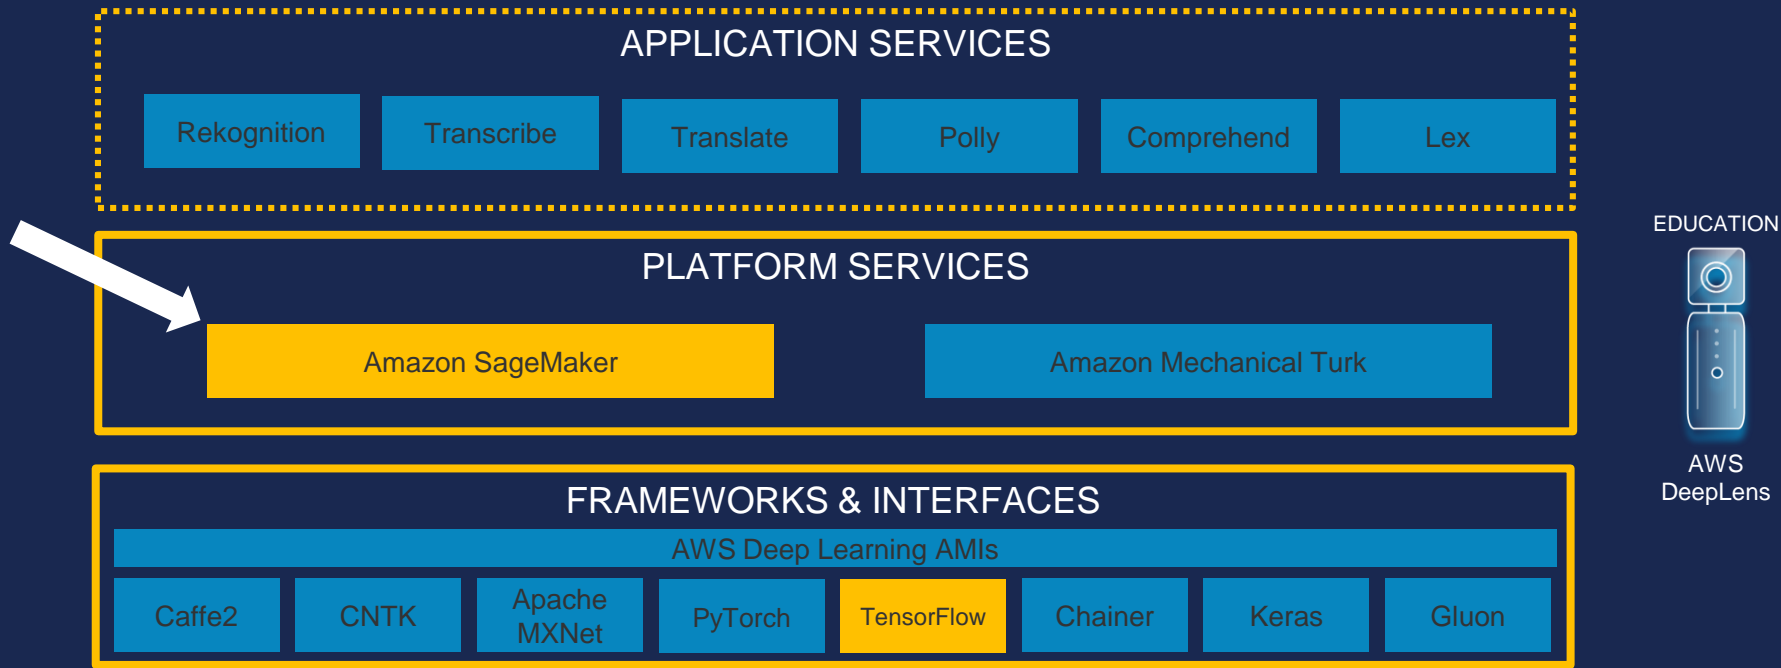 APPLICATION SERVICES
Rekognition
Transcribe
Translate
Polly
Comprehend
Lex
PLATFORM SERVICES
Amazon SageMaker
Amazon Mechanical Turk
FRAMEWORKS & INTERFACES
AWS Deep Learning AMIs
Caffe2
CNTK
Apache
MXNet
PyTorch
TensorFlow
Chainer
Keras
Gluon
EDUCATION
AWS
DeepLens